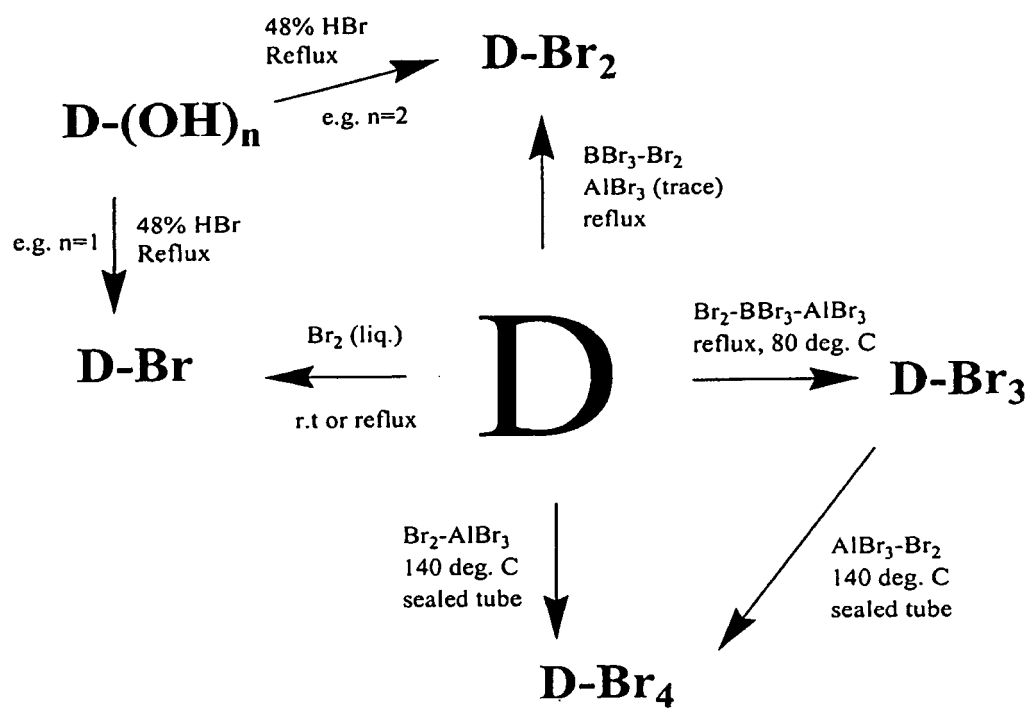 48% HBr
Reflux
D-Br₂
D-(OH)ₙ
e.g. n=2
BBr₃-Br₂
AlBr₃ (trace)
reflux
e.g. n=1
48% HBr
Reflux
Br₂ (liq.)
D-Br
r.t or reflux
D
Br₂-BBr₃-AlBr₃
reflux, 80 deg. C
D-Br₃
Br₂-AlBr₃
140 deg. C
sealed tube
AlBr₃-Br₂
140 deg. C
sealed tube
D-Br₄